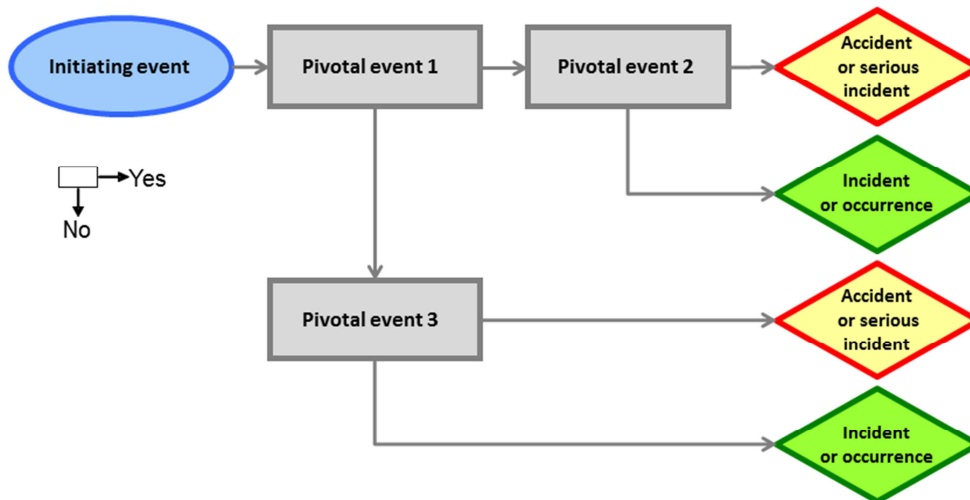 Initiating event
Pivotal event 1
Pivotal event 2
Accident
or serious
incident
Yes
No
Incident
or occurrence
Pivotal event 3
Accident
or serious
incident
Incident
or occurrence